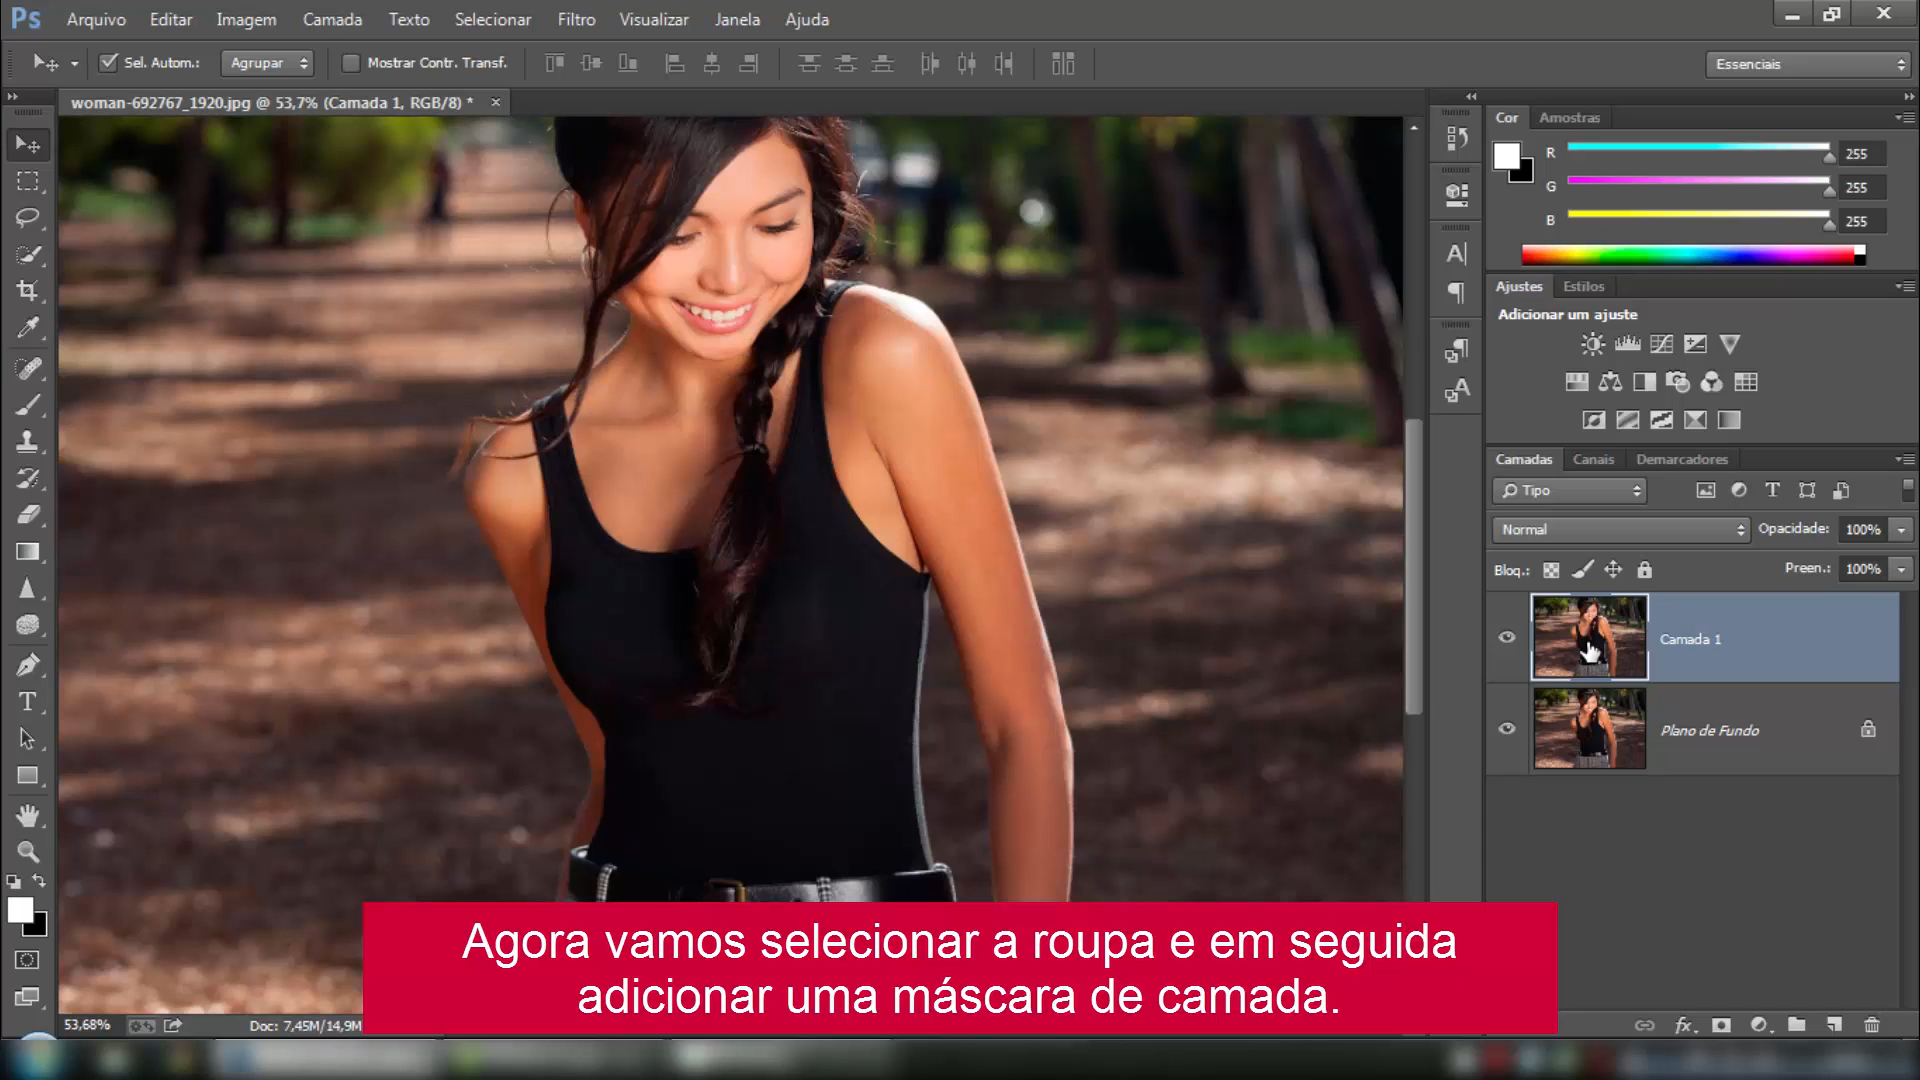 Ps Arquivo Editar Imagem Camada Texto Selecionar Filtro Visualizar Janela Ajuda
Sel. Autom.: Agrupar Mostrar Contr. Transf. Essenciais
woman-692767_1920.jpg @ 53,7% (Camada 1, RGB/8) *
Cor Amostras
R 255
G 255
B 255
Ajustes Estilos
Adicionar um ajuste
Camadas Canais Demarcadores
Tipo
Normal Opacidade: 100%
Bloq.: Preen.: 100%
Camada 1
Plano de Fundo
Agora vamos selecionar a roupa e em seguida
adicionar uma máscara de camada.
53,68% Doc: 7,45M/14,9M